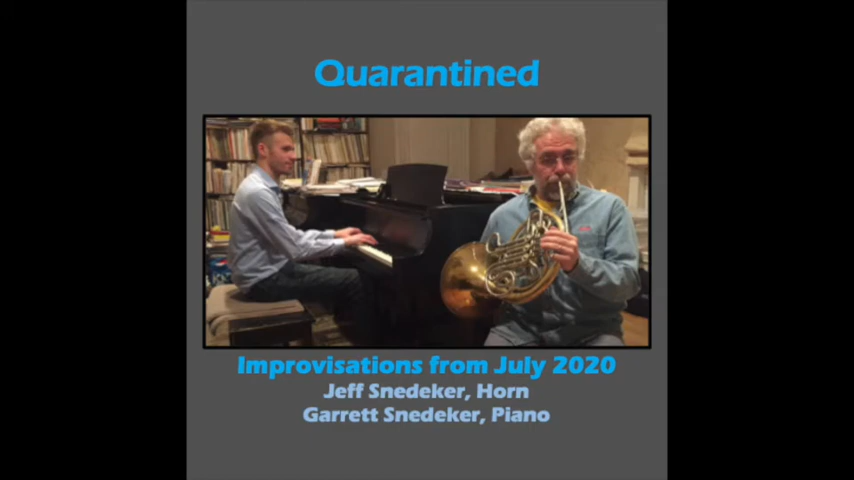 Quarantined
Improvisations from July 2020
Jeff Snedeker, Horn
Garrett Snedeker, Piano